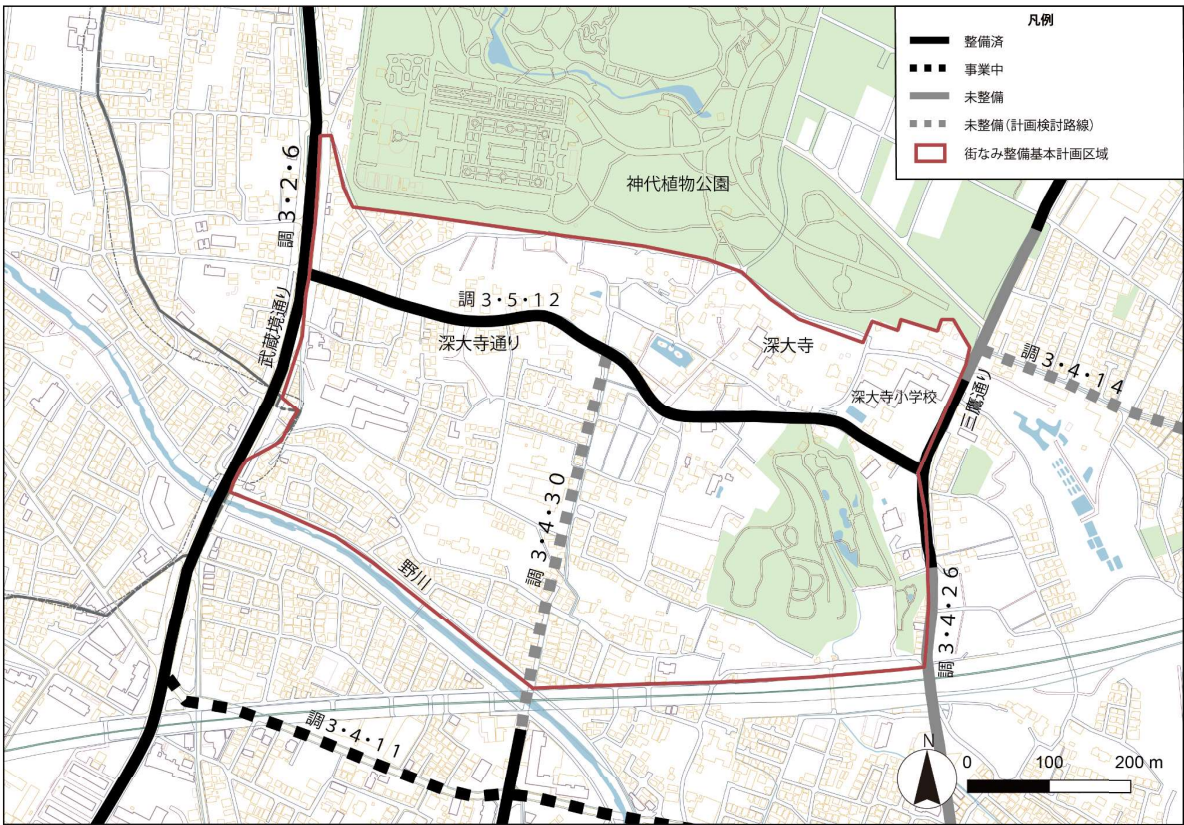 凡例
整備済
事業中
未整備
未整備(計画検討路線)
街なみ整備基本計画区域
神代植物公園
調3・2・6
武蔵境通り
調3・5・12
深大寺通り
深大寺
深大寺小学校
三鷹通り
調3・4・14
調3・4・30
野川
調3・4・26
調3・4・11
N
0 100 200 m